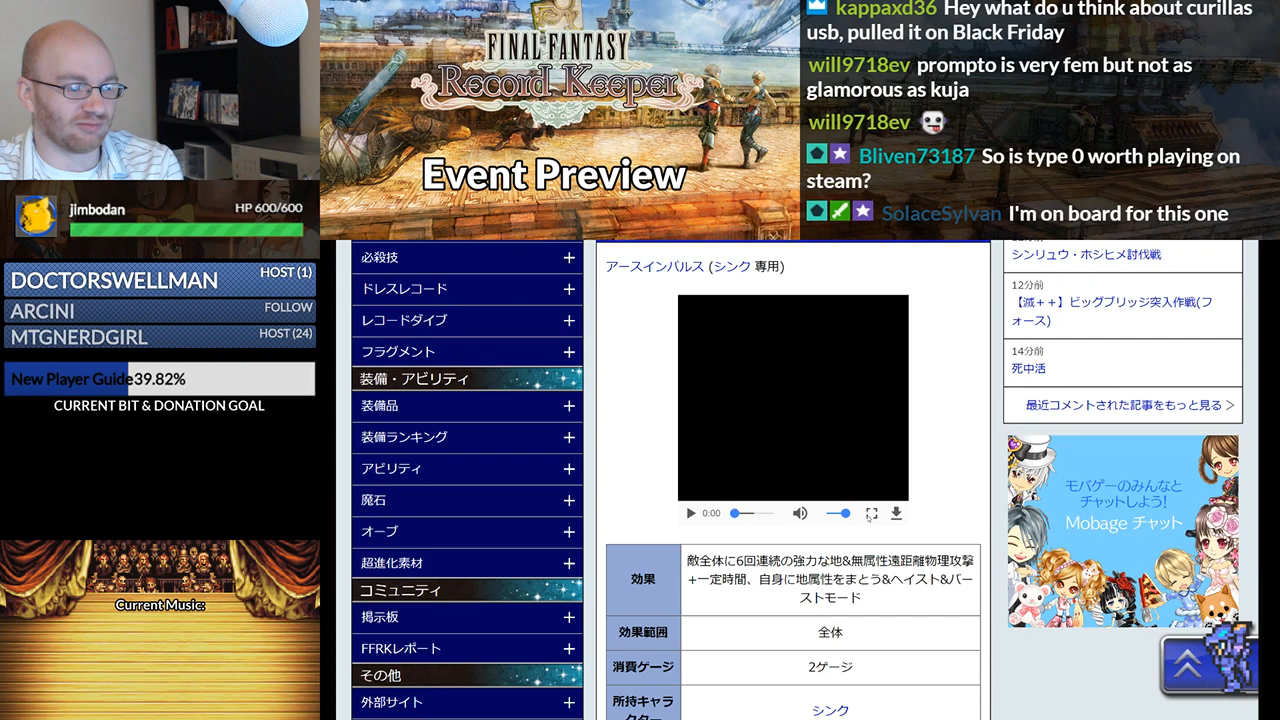 FINAL FANTASY
Record Keeper
Event Preview
kappaxd36 Hey what do u think about curillas
usb, pulled it on Black Friday
will9718ev prompto is very fem but not as
glamorous as kuja
will9718ev
Bliven73187 So is type 0 worth playing on
steam?
SolaceSylvan I'm on board for this one
jimbodan HP 600/600
DOCTORSWELLMAN HOST (1)
ARCINI FOLLOW
MTGNERDGIRL HOST (24)
New Player Guide39.82%
CURRENT BIT & DONATION GOAL
Current Music:
必殺技 +
ドレスレコード +
レコードダイブ +
フラグメント +
装備・アビリティ
装備品 +
装備ランキング +
アビリティ +
魔石 +
オーブ +
超進化素材 +
コミュニティ
掲示板 +
FFRKレポート +
その他
外部サイト +
アースインパルス (シンク 専用)
0:00
効果
敵全体に6回連続の強力な地&無属性遠距離物理攻撃
+一定時間、自身に地属性をまとう&ヘイスト&バー
ストモード
効果範囲 全体
消費ゲージ 2ゲージ
所持キャラ
クター
シンク
シンリュウ・ホシヒメ討伐戦
12分前
【滅++】ビッグブリッジ突入作戦(フ
ォース)
14分前
死中活
最近コメントされた記事をもっと見る >
モバゲーのみんなと
チャットしよう!
Mobage チャット